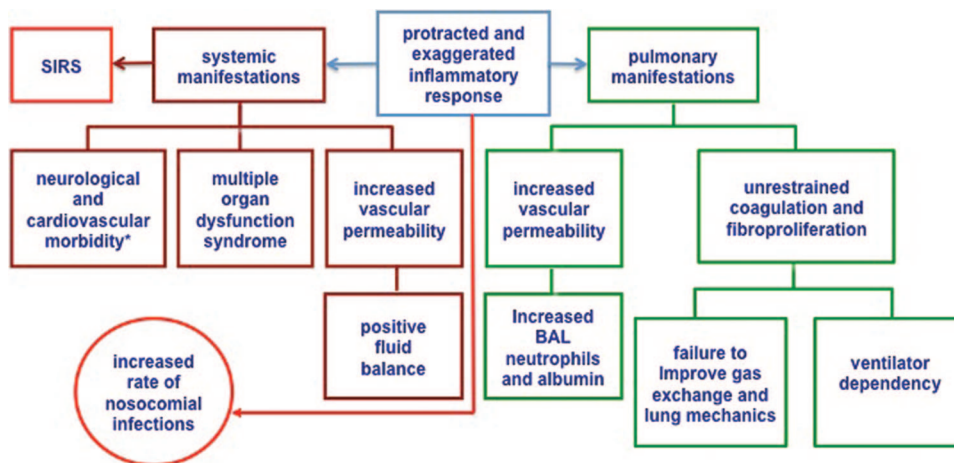 SIRS
systemic
manifestations
protracted and
exaggerated
inflammatory
response
pulmonary
manifestations
neurological
and
cardiovascular
morbidity*
multiple
organ
dysfunction
syndrome
increased
vascular
permeability
increased
vascular
permeability
unrestrained
coagulation and
fibroproliferation
increased
rate of
nosocomial
infections
positive
fluid
balance
Increased
BAL
neutrophils
and albumin
failure to
Improve gas
exchange and
lung mechanics
ventilator
dependency